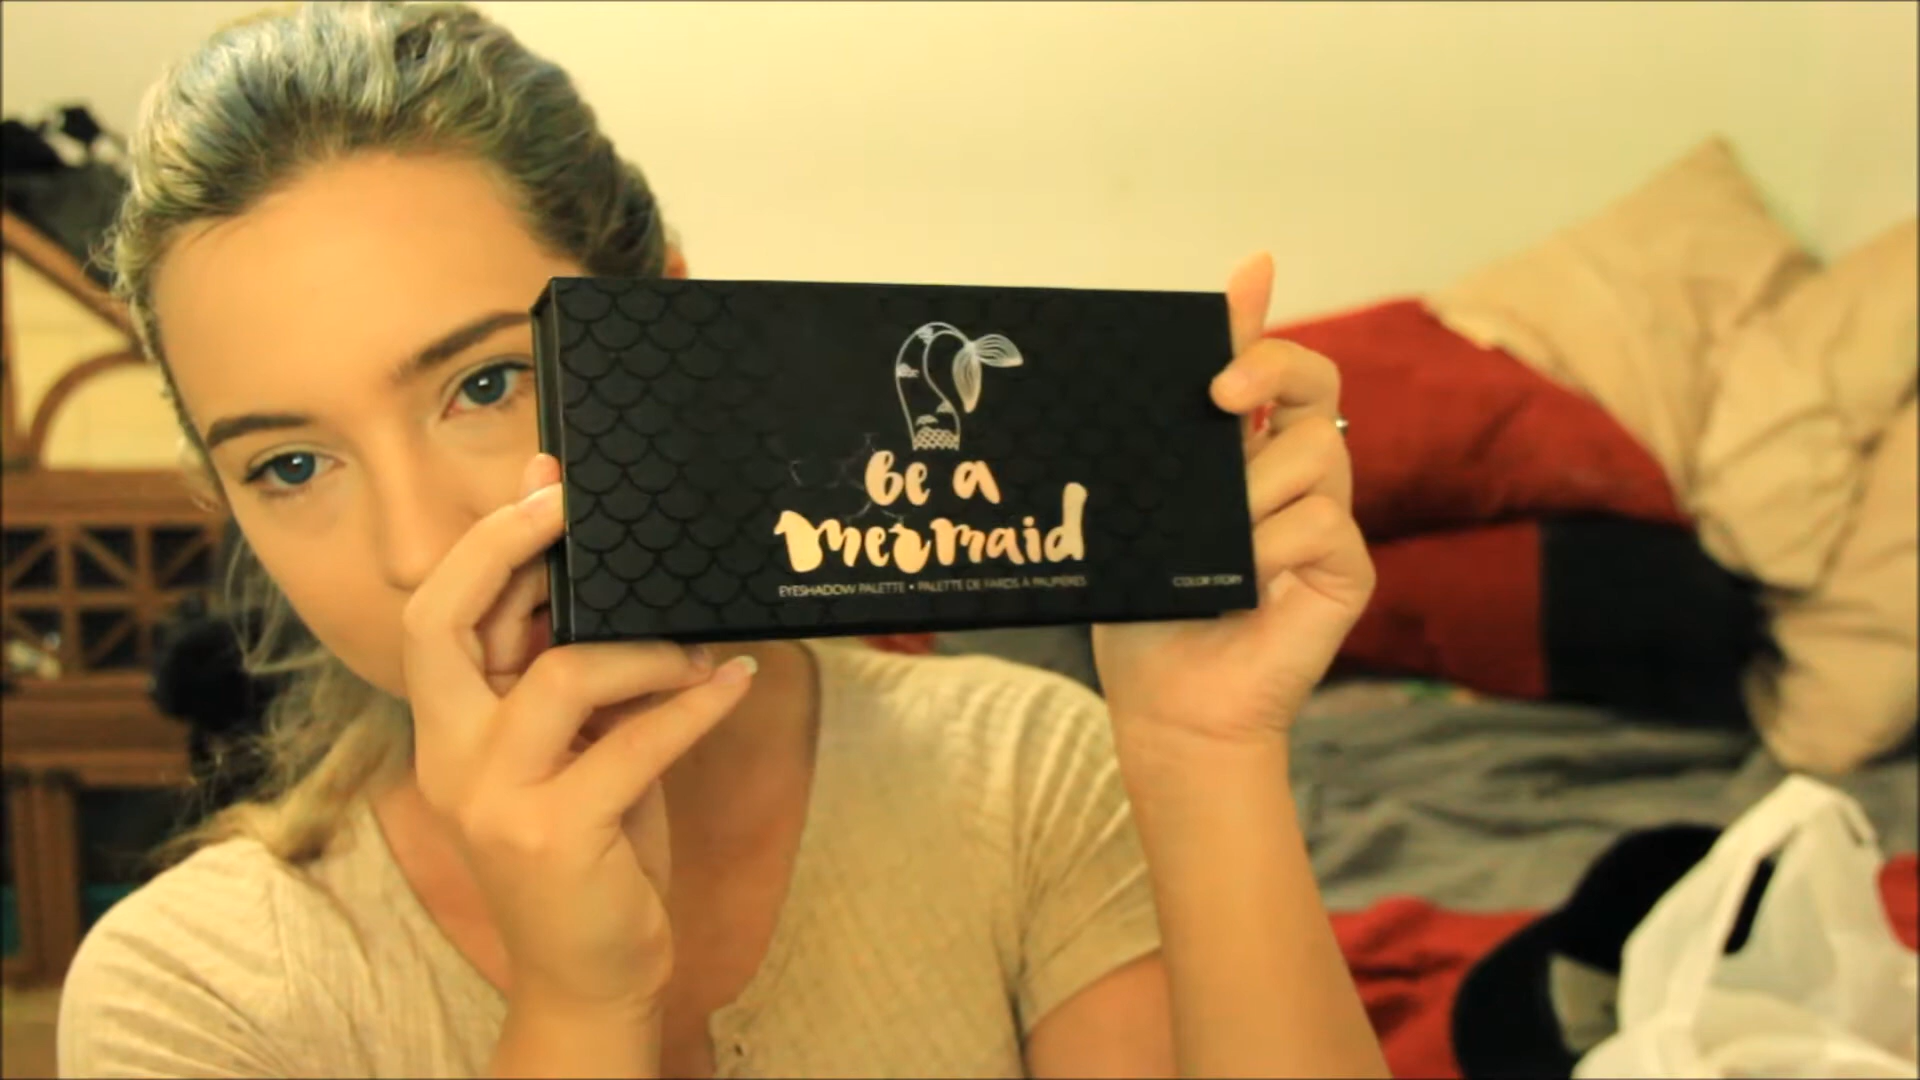 Be a
mermaid
EYESHADOW PALETTE • PALETTE DE FARDS À PAUPIÈRES
COLOR STORY